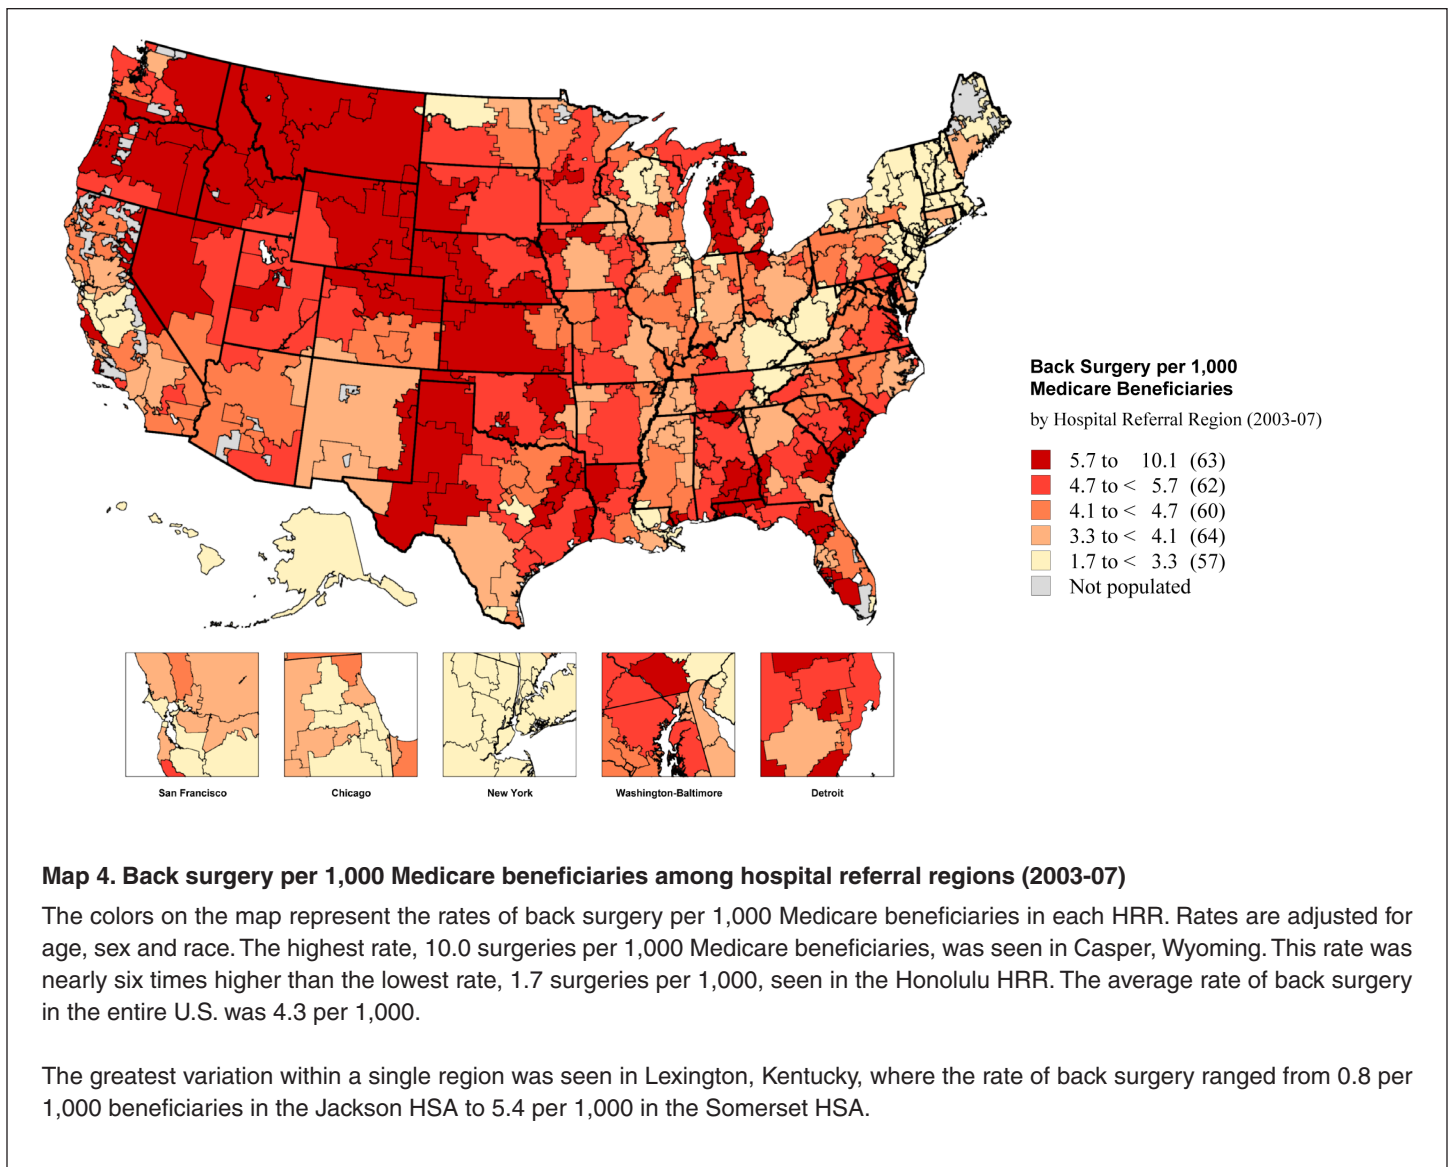 Back Surgery per 1,000
Medicare Beneficiaries
by Hospital Referral Region (2003-07)
5.7 to 10.1 (63)
4.7 to < 5.7 (62)
4.1 to < 4.7 (60)
3.3 to < 4.1 (64)
1.7 to < 3.3 (57)
Not populated
San Francisco
Chicago
New York
Washington-Baltimore
Detroit
Map 4. Back surgery per 1,000 Medicare beneficiaries among hospital referral regions (2003-07)
The colors on the map represent the rates of back surgery per 1,000 Medicare beneficiaries in each HRR. Rates are adjusted for
age, sex and race. The highest rate, 10.0 surgeries per 1,000 Medicare beneficiaries, was seen in Casper, Wyoming. This rate was
nearly six times higher than the lowest rate, 1.7 surgeries per 1,000, seen in the Honolulu HRR. The average rate of back surgery
in the entire U.S. was 4.3 per 1,000.
The greatest variation within a single region was seen in Lexington, Kentucky, where the rate of back surgery ranged from 0.8 per
1,000 beneficiaries in the Jackson HSA to 5.4 per 1,000 in the Somerset HSA.